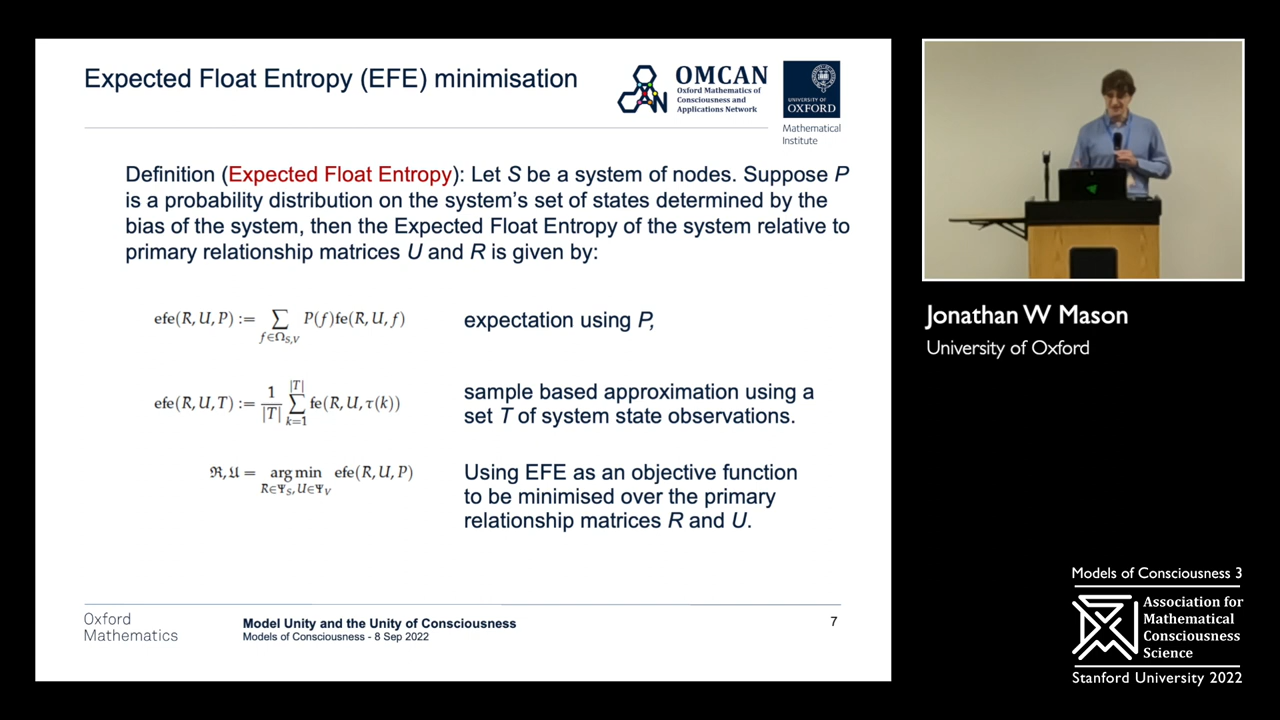 Expected Float Entropy (EFE) minimisation
OMCAN
Oxford Mathematics of
Consciousness and
Applications Network
UNIVERSITY OF
OXFORD
Mathematical
Institute
Definition (Expected Float Entropy): Let S be a system of nodes. Suppose P
is a probability distribution on the system's set of states determined by the
bias of the system, then the Expected Float Entropy of the system relative to
primary relationship matrices U and R is given by:
efe(R, U, P) := ∑ P(f)fe(R, U, f)
f∈Ω_{S,V}
expectation using P,
efe(R, U, T) := 1/|T| ∑_{k=1}^{|T|} fe(R, U, τ(k))
sample based approximation using a
set T of system state observations.
ℜ, 𝔘 = arg min efe(R, U, P)
R∈Ψ_S, U∈Ψ_V
Using EFE as an objective function
to be minimised over the primary
relationship matrices R and U.
Oxford
Mathematics
Model Unity and the Unity of Consciousness
Models of Consciousness - 8 Sep 2022
7
Jonathan W Mason
University of Oxford
Models of Consciousness 3
Association for
Mathematical
Consciousness
Science
Stanford University 2022